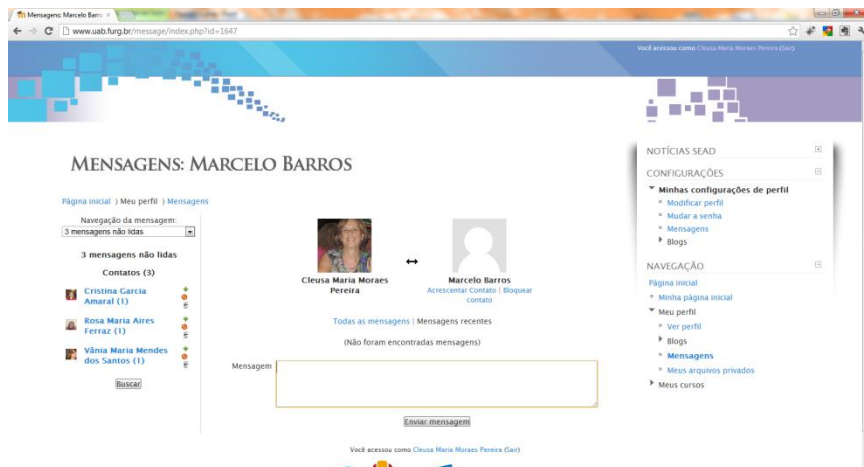 Mensagens: Marcelo Barro
www.uab.furg.br/message/index.php?id=1647
Você acessou como Cleusa Maria Moraes Pereira (Sair)
MENSAGENS: MARCELO BARROS
Página inicial ) Meu perfil ) Mensagens
Navegação da mensagem:
3 mensagens não lidas
3 mensagens não lidas
Contatos (3)
Cristina Garcia
Amaral (1)
Rosa Maria Aires
Ferraz (1)
Vânia Maria Mendes
dos Santos (1)
Buscar
Cleusa Maria Moraes
Pereira
Marcelo Barros
Acrescentar Contato | Bloquear
contato
Todas as mensagens | Mensagens recentes
(Não foram encontradas mensagens)
Mensagem
Enviar mensagem
NOTÍCIAS SEAD
CONFIGURAÇÕES
Minhas configurações de perfil
Modificar perfil
Mudar a senha
Mensagens
Blogs
NAVEGAÇÃO
Página inicial
Minha página inicial
Meu perfil
Ver perfil
Blogs
Mensagens
Meus arquivos privados
Meus cursos
Você acessou como Cleusa Maria Moraes Pereira (Sair)